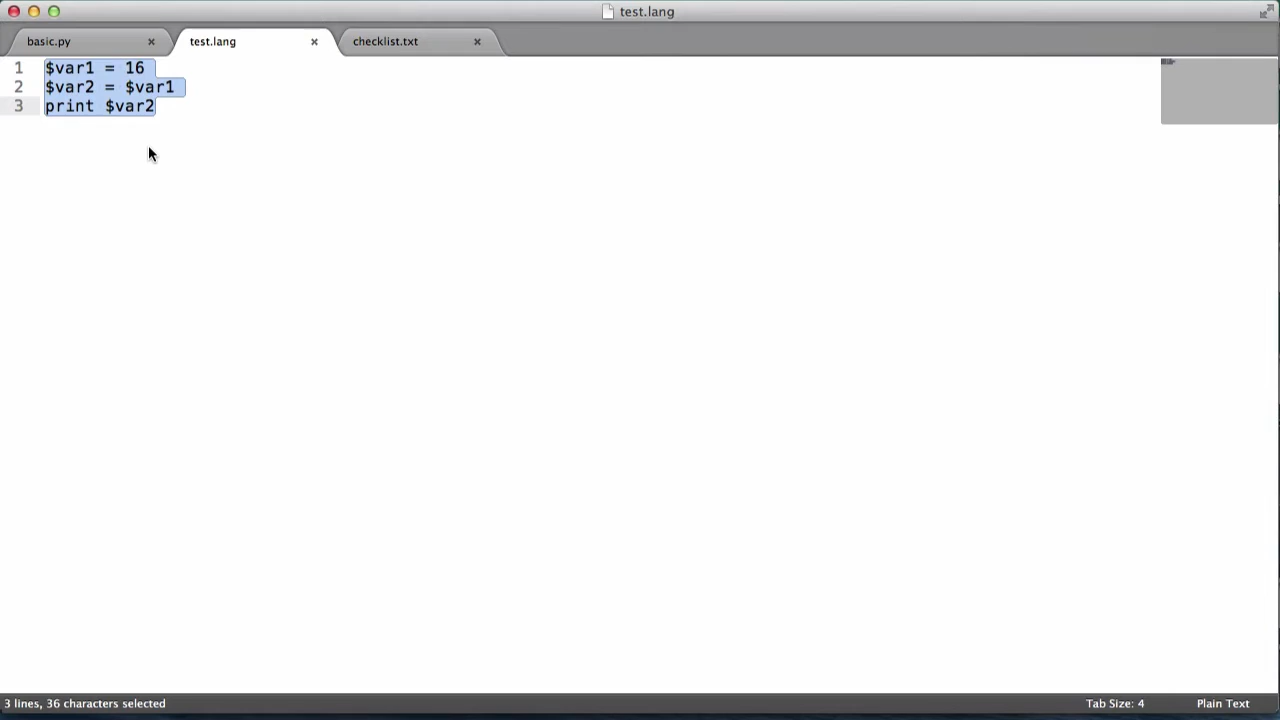 test.lang
basic.py
test.lang
checklist.txt
1 $var1 = 16
2 $var2 = $var1
3 print $var2
3 lines, 36 characters selected
Tab Size: 4
Plain Text